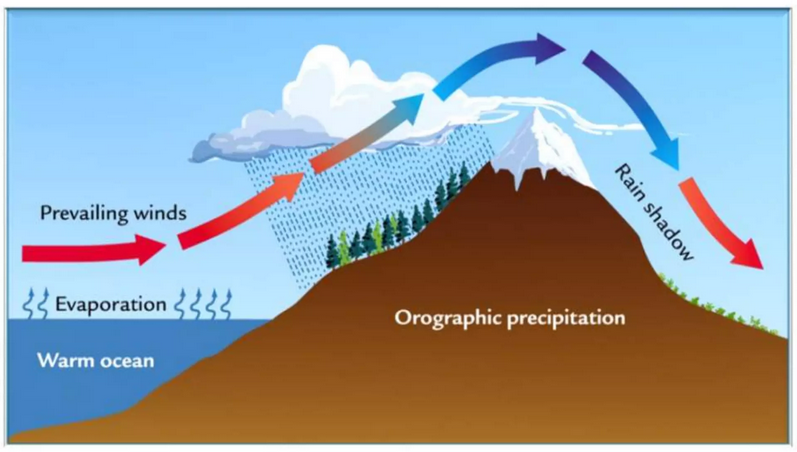 Prevailing winds
Evaporation
Warm ocean
Orographic precipitation
Rain shadow